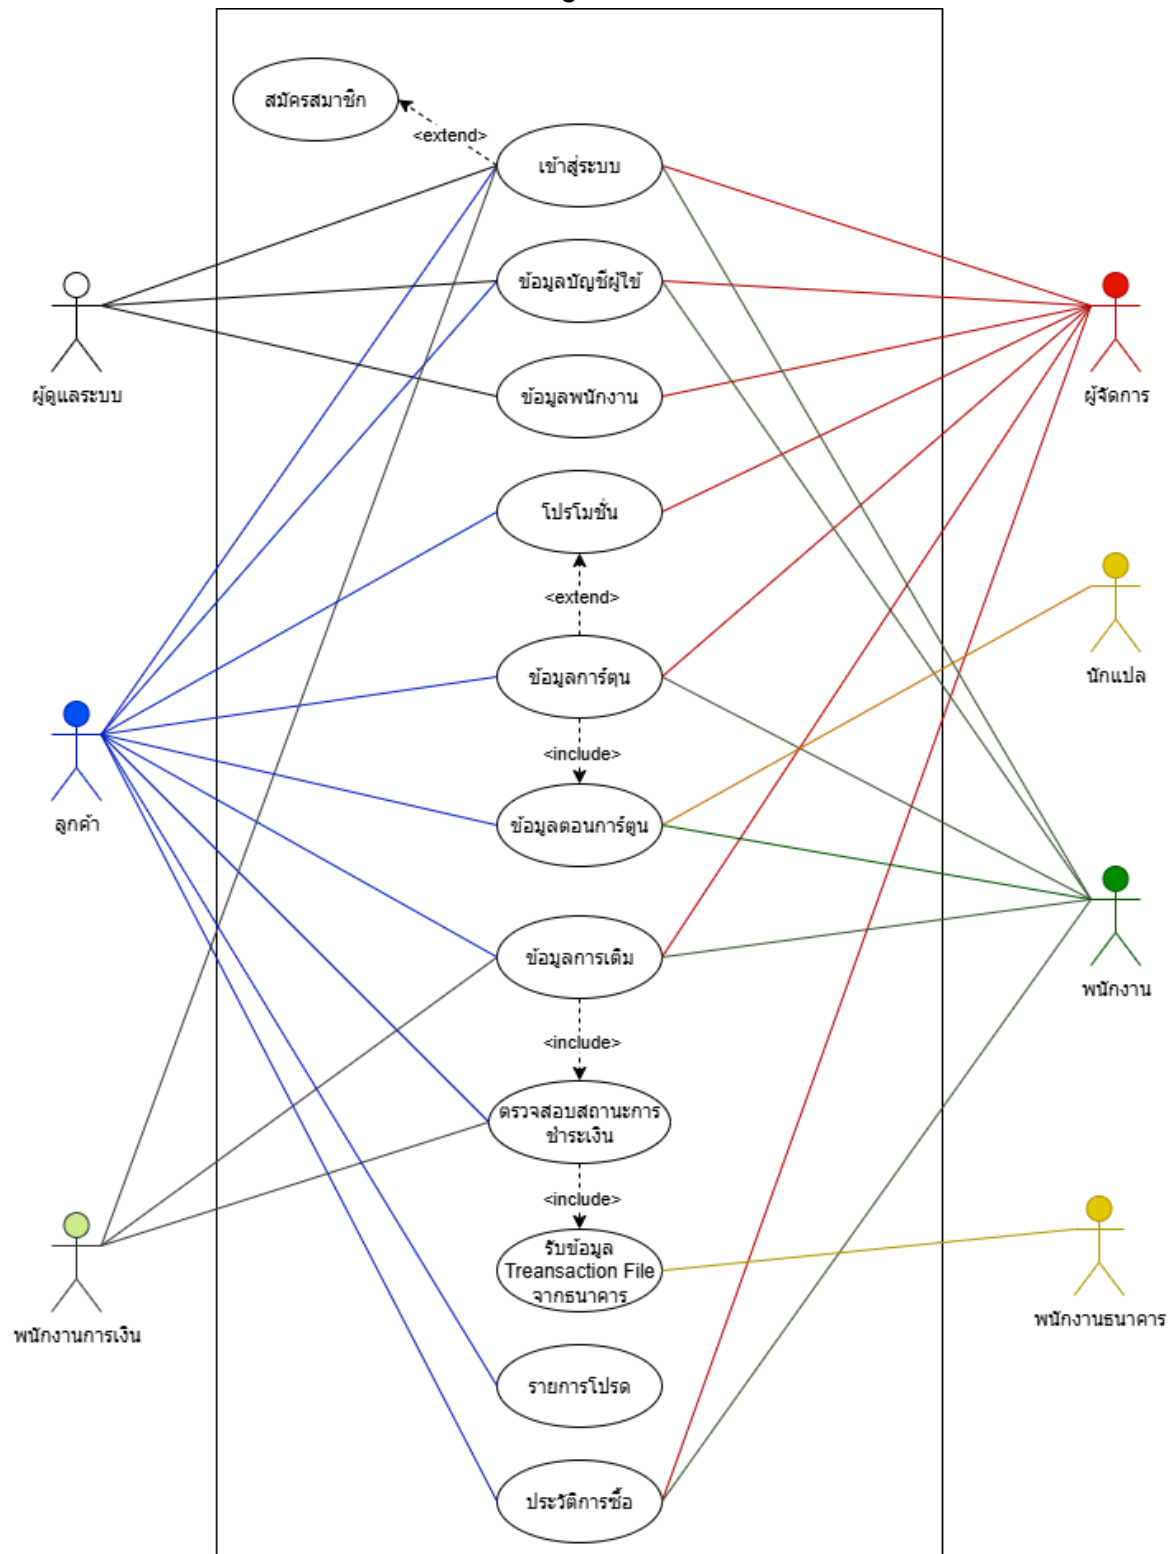 สมัครสมาชิก
<extend>
เข้าสู่ระบบ
ข้อมูลบัญชีผู้ใช้
ผู้ดูแลระบบ
ข้อมูลพนักงาน
ผู้จัดการ
โปรโมชั่น
<extend>
ข้อมูลการ์ตูน
นักแปล
<include>
ลูกค้า
ข้อมูลตอนการ์ตูน
ข้อมูลการเติม
พนักงาน
<include>
ตรวจสอบสถานะการ
ชำระเงิน
<include>
รับข้อมูล
Treansaction File
จากธนาคาร
พนักงานการเงิน
พนักงานธนาคาร
รายการโปรด
ประวัติการซื้อ